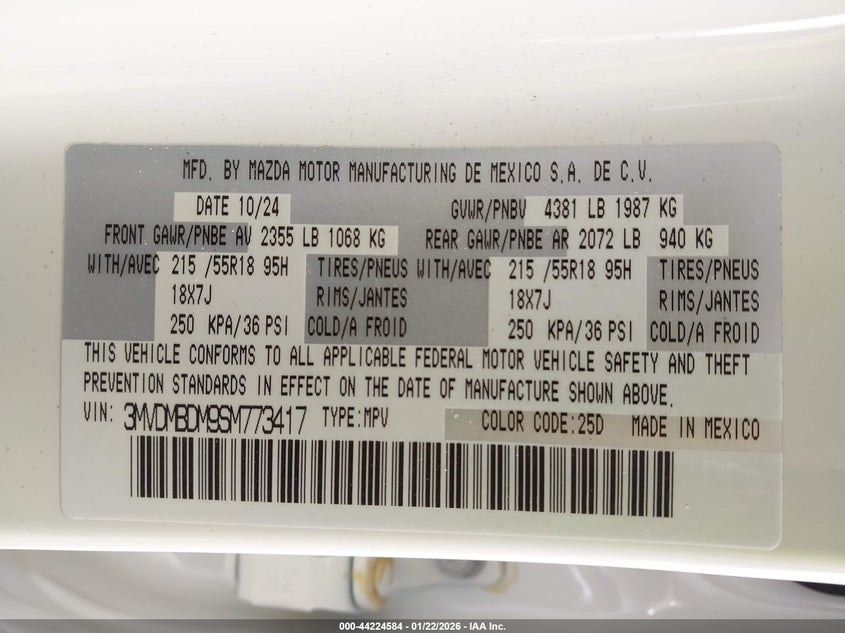 MFD. BY MAZDA MOTOR MANUFACTURING DE MEXICO S.A. DE C.V.
DATE 10/24 GVWR/PNBV 4381 LB 1987 KG
FRONT GAWR/PNBE AV 2355 LB 1068 KG REAR GAWR/PNBE AR 2072 LB 940 KG
WITH/AVEC 215 /55R18 95H TIRES/PNEUS WITH/AVEC 215 /55R18 95H TIRES/PNEUS
18X7J RIMS/JANTES 18X7J RIMS/JANTES
250 KPA/36 PSI COLD/A FROID 250 KPA/36 PSI COLD/A FROID
THIS VEHICLE CONFORMS TO ALL APPLICABLE FEDERAL MOTOR VEHICLE SAFETY AND THEFT
PREVENTION STANDARDS IN EFFECT ON THE DATE OF MANUFACTURE SHOWN ABOVE.
VIN: 3MVDMBDM9SM773417 TYPE:MPV COLOR CODE:25D MADE IN MEXICO
000-44224584 - 01/22/2026 - IAA Inc.